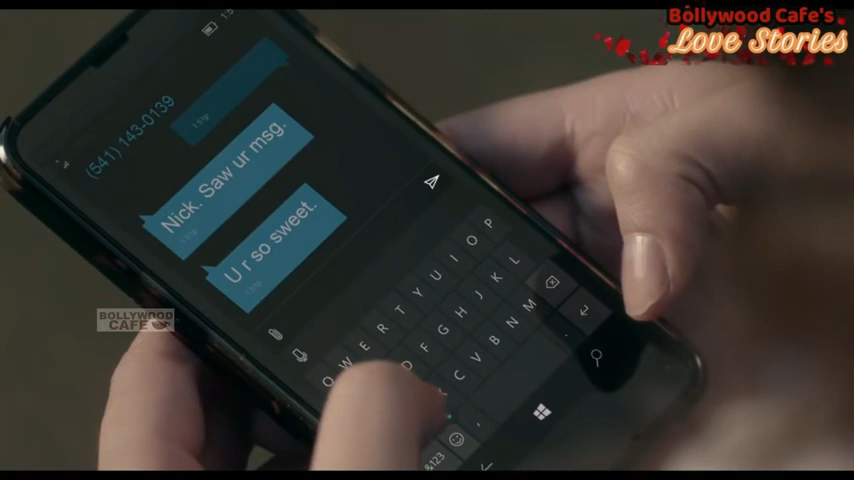 Bollywood Cafe's
Love Stories
(541) 143-0139
Nick. Saw ur msg.
U r so sweet.
Q W E R T Y U I O P
D F G H J K L
C V B N M
&123
BOLLYWOOD
CAFE